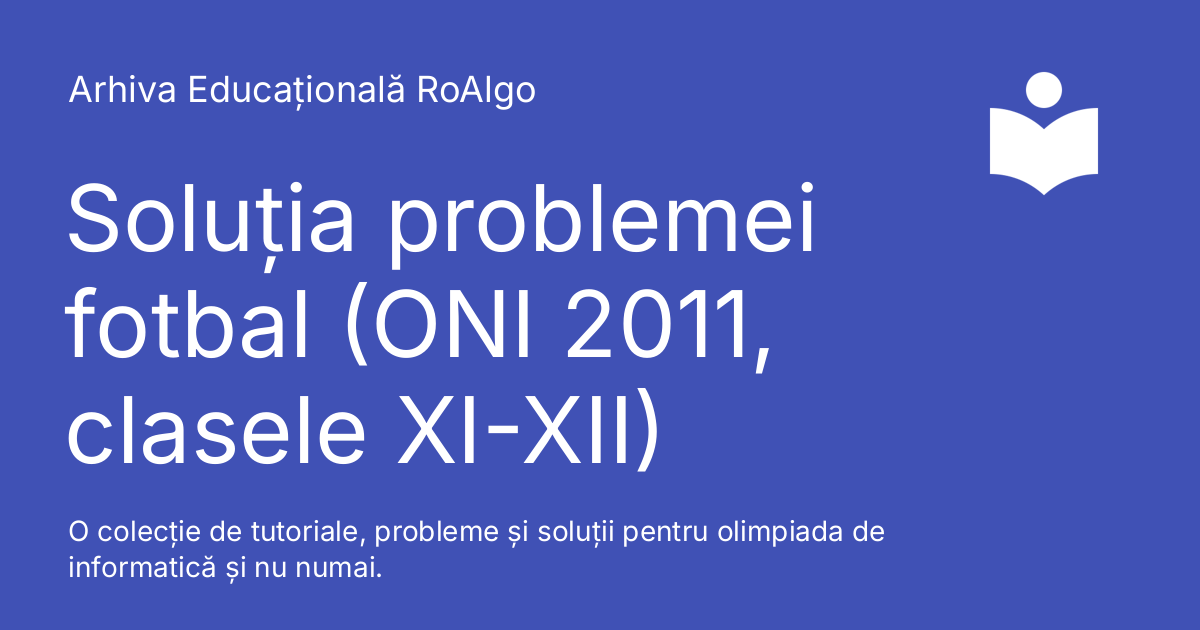 Arhiva Educațională RoAlgo
Soluția problemei
fotbal (ONI 2011,
clasele XI-XII)
O colecție de tutoriale, probleme și soluții pentru olimpiada de
informatică și nu numai.